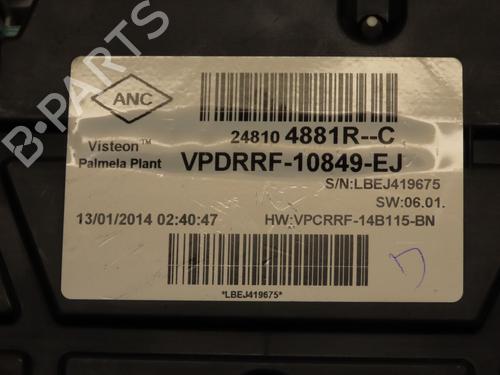 B-PARTS
ANC
Visteon™
Palmela Plant
24810 4881R--C
VPDRRF-10849-EJ
S/N:LBEJ419675
SW:06.01.
13/01/2014 02:40:47
HW:VPCRRF-14B115-BN
*LBEJ419675*